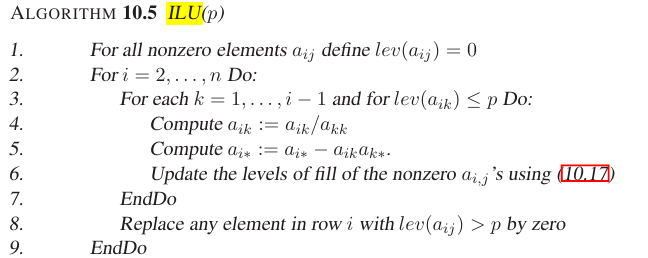 ALGORITHM 10.5 ILU(p)
1. For all nonzero elements a_{ij} define lev(a_{ij}) = 0
2. For i = 2, . . . , n Do:
3. For each k = 1, . . . , i − 1 and for lev(a_{ik}) ≤ p Do:
4. Compute a_{ik} := a_{ik}/a_{kk}
5. Compute a_{i∗} := a_{i∗} − a_{ik}a_{k∗}.
6. Update the levels of fill of the nonzero a_{i,j}'s using (10.17)
7. EndDo
8. Replace any element in row i with lev(a_{ij}) > p by zero
9. EndDo